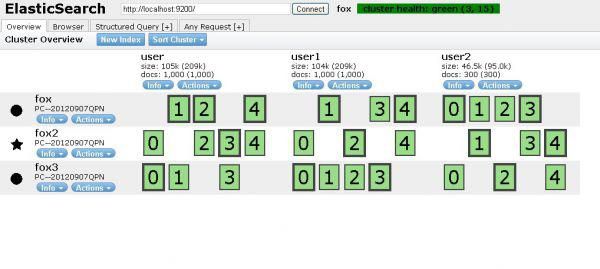 ElasticSearch http://localhost:9200/ Connect fox cluster health: green (3, 15)
Overview Browser Structured Query [+] Any Request [+]
Cluster Overview New Index Sort Cluster
user user1 user2
size: 105k (209k) size: 104k (209k) size: 46.5k (95.0k)
docs: 1,000 (1,000) docs: 1,000 (1,000) docs: 300 (300)
Info Actions Info Actions Info Actions
fox
PC--20120907QPN
Info Actions
1 2 4 1 3 4 0 1 2 3
fox2
PC--20120907QPN
Info Actions
0 2 3 4 0 2 4 1 3 4
fox3
PC--20120907QPN
Info Actions
0 1 3 0 1 2 3 0 2 4